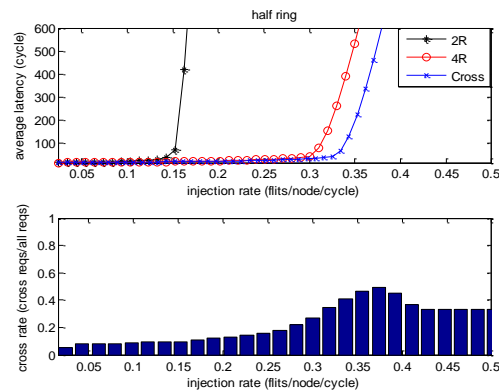 half ring
600
500
400
300
200
100
average latency (cycle)
2R
4R
Cross
0.05 0.1 0.15 0.2 0.25 0.3 0.35 0.4 0.45 0.5
injection rate (flits/node/cycle)
1
0.8
0.6
0.4
0.2
0
cross rate (cross reqs/all reqs)
0.05 0.1 0.15 0.2 0.25 0.3 0.35 0.4 0.45 0.5
injection rate (flits/node/cycle)